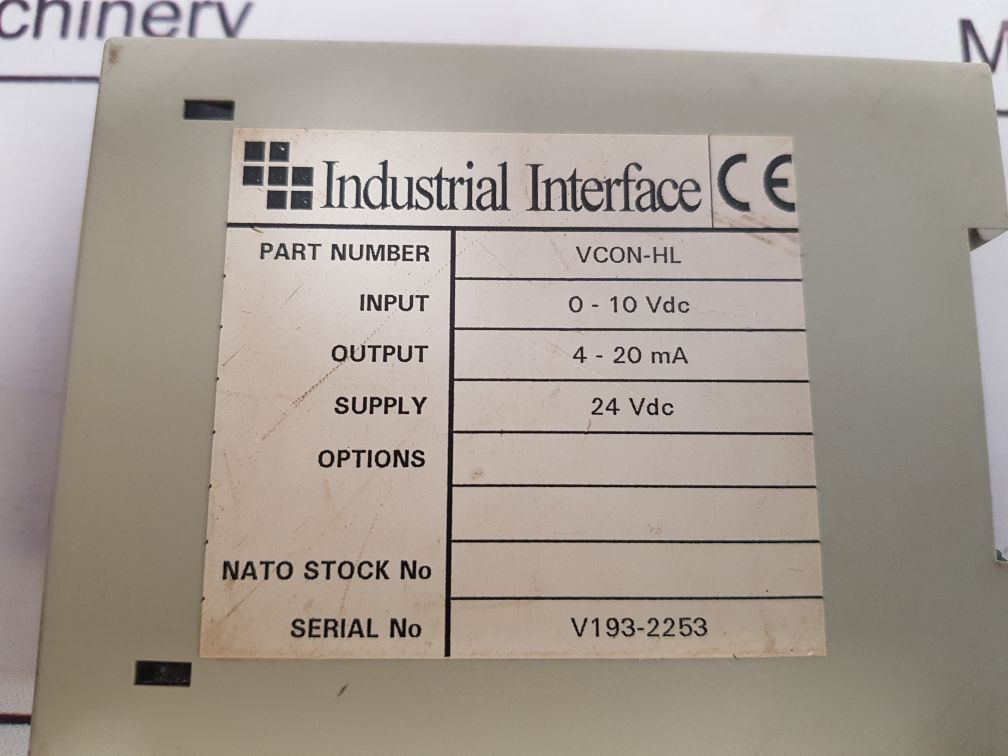 chinery
M
Industrial Interface CE
PART NUMBER VCON-HL
INPUT 0 - 10 Vdc
OUTPUT 4 - 20 mA
SUPPLY 24 Vdc
OPTIONS
NATO STOCK No
SERIAL No V193-2253